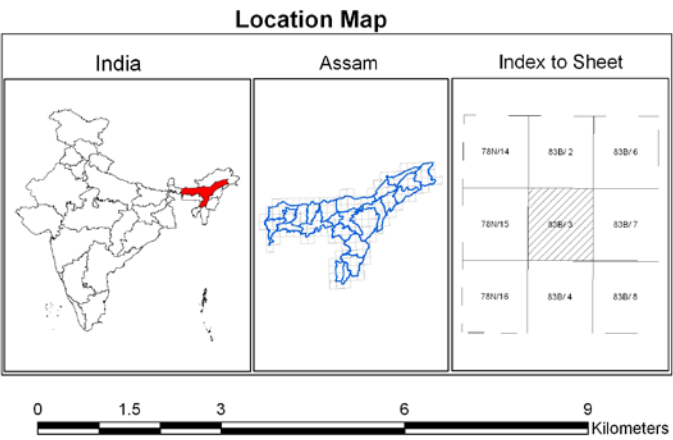 Location Map
India
Assam
Index to Sheet
78N/14 83B/ 2 83B/ 6
78N/15 83B/ 3 83B/ 7
78N/16 83B/ 4 83B/ 8
0 1.5 3 6 9
Kilometers